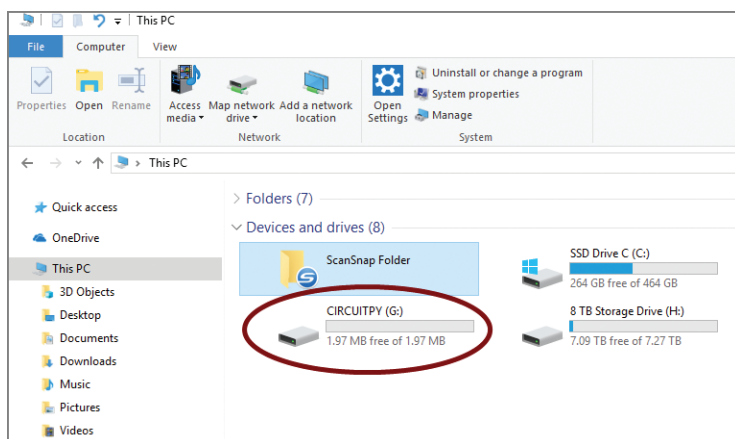 This PC
File Computer View
Properties Open Rename Access media Map network drive Add a network location Open Settings Uninstall or change a program
System properties
Manage
Location Network System
This PC
Quick access
OneDrive
This PC
3D Objects
Desktop
Documents
Downloads
Music
Pictures
Videos
Folders (7)
Devices and drives (8)
ScanSnap Folder
SSD Drive C (C:)
264 GB free of 464 GB
CIRCUITPY (G:)
1.97 MB free of 1.97 MB
8 TB Storage Drive (H:)
7.09 TB free of 7.27 TB